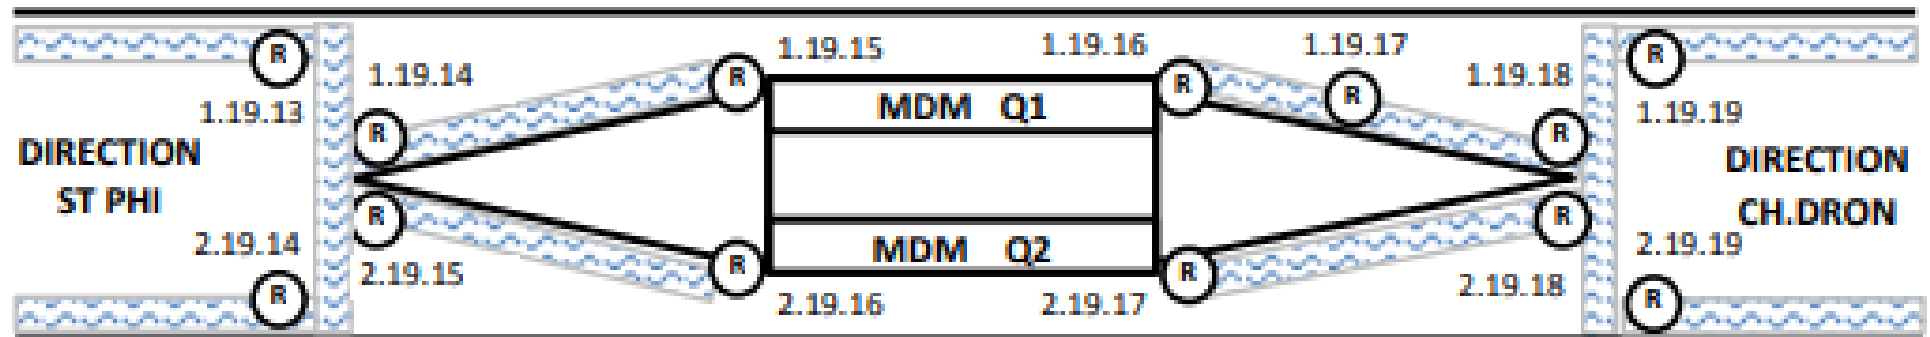 R
1.19.13
DIRECTION
ST PHI
2.19.14
R
1.19.14
R
R
2.19.15
R
1.19.15
MDM Q1
MDM Q2
R
2.19.16
1.19.16
R
2.19.17
R
1.19.17
R
1.19.18
R
R
2.19.18
R
1.19.19
DIRECTION
CH.DRON
2.19.19
R